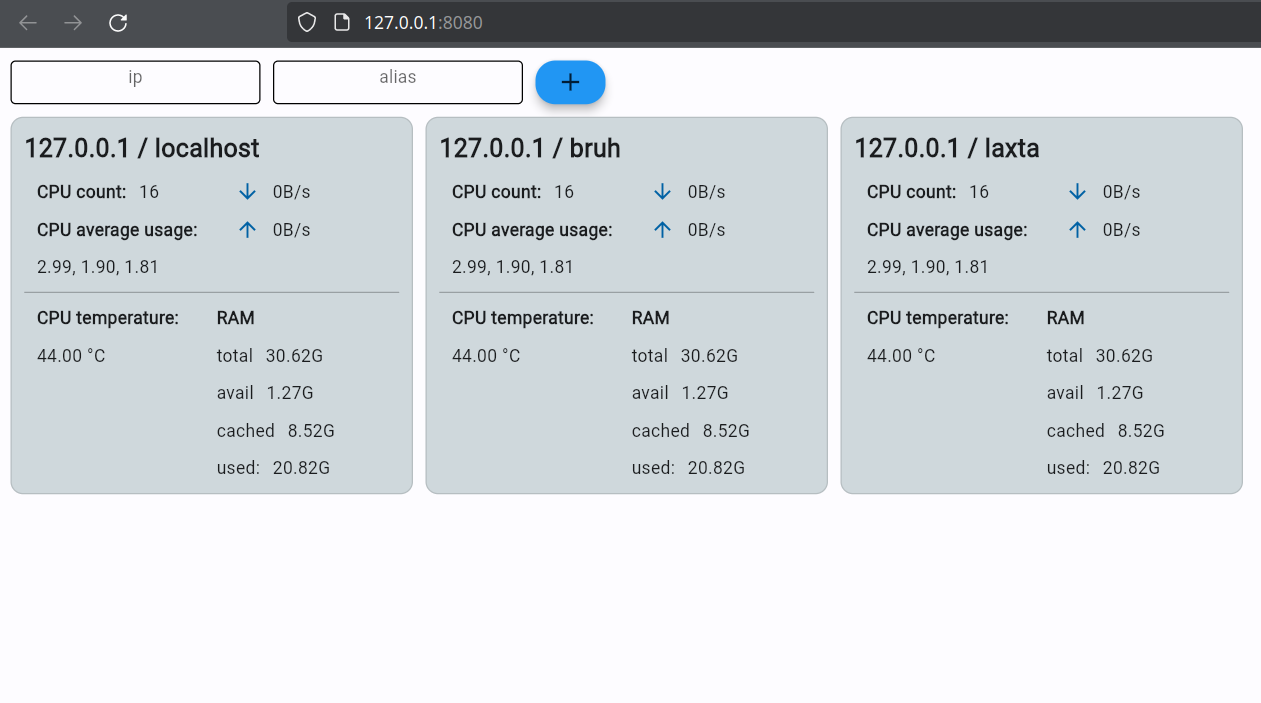 127.0.0.1:8080
ip alias +
127.0.0.1 / localhost
CPU count: 16 ↓ 0B/s
CPU average usage: ↑ 0B/s
2.99, 1.90, 1.81
CPU temperature: RAM
44.00 °C total 30.62G
avail 1.27G
cached 8.52G
used: 20.82G
127.0.0.1 / bruh
CPU count: 16 ↓ 0B/s
CPU average usage: ↑ 0B/s
2.99, 1.90, 1.81
CPU temperature: RAM
44.00 °C total 30.62G
avail 1.27G
cached 8.52G
used: 20.82G
127.0.0.1 / laxta
CPU count: 16 ↓ 0B/s
CPU average usage: ↑ 0B/s
2.99, 1.90, 1.81
CPU temperature: RAM
44.00 °C total 30.62G
avail 1.27G
cached 8.52G
used: 20.82G